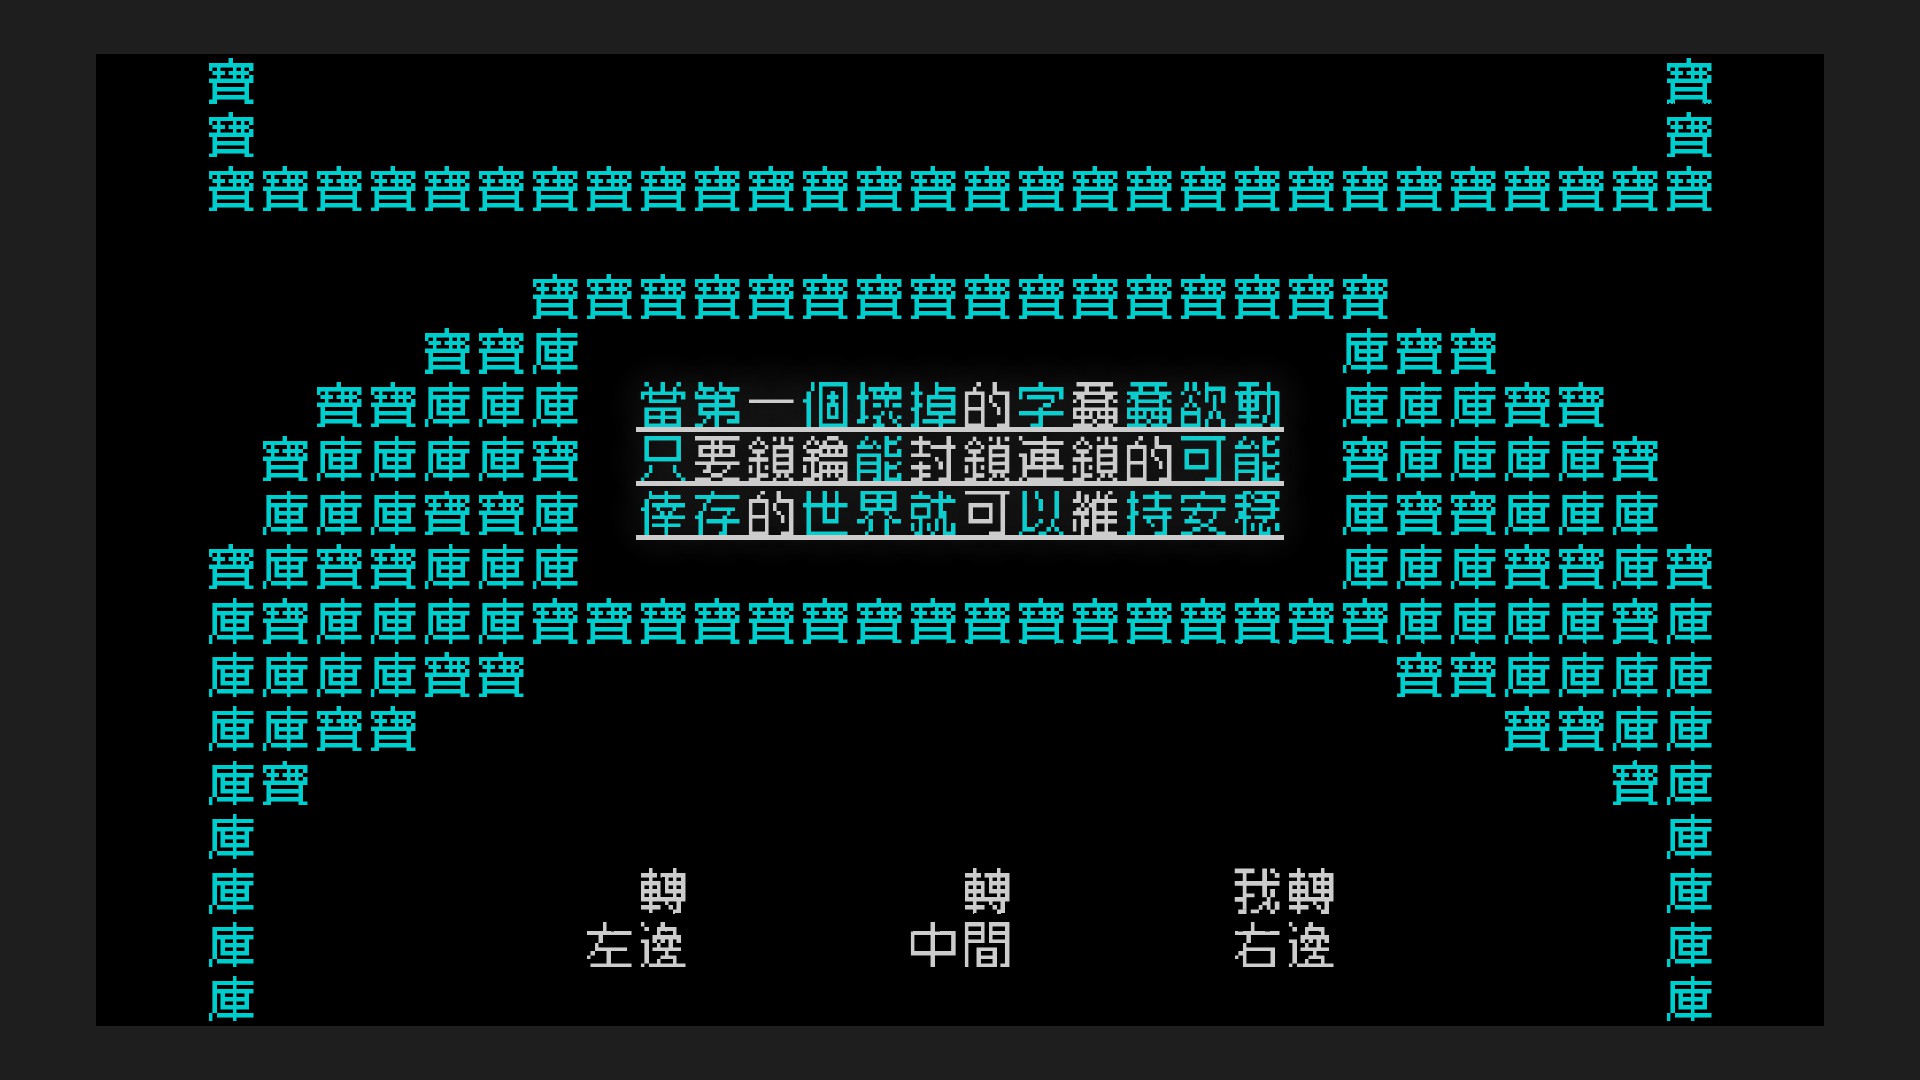 寶 寶
寶 寶
寶寶寶寶寶寶寶寶寶寶寶寶寶寶寶寶寶寶寶寶寶寶寶寶寶寶寶寶
寶寶寶寶寶寶寶寶寶寶寶寶寶寶寶寶
寶寶庫 庫寶寶
寶寶庫庫庫 當第一個壞掉的字蠢蠢欲動 庫庫庫寶寶
寶庫庫庫庫寶 只要鎖鑰能封鎖連鎖的可能 寶庫庫庫庫寶
庫庫庫寶寶庫 倖存的世界就可以維持安穩 庫寶寶庫庫庫
寶庫寶寶庫庫庫 庫庫庫寶寶庫寶
庫寶庫庫庫庫寶寶寶寶寶寶寶寶寶寶寶寶寶寶寶寶庫庫庫庫寶庫
庫庫庫庫寶寶 寶寶庫庫庫庫
庫庫寶寶 寶寶庫庫
庫寶 寶庫
庫 庫
庫 轉 轉 我轉 庫
庫 左邊 中間 右邊 庫
庫 庫